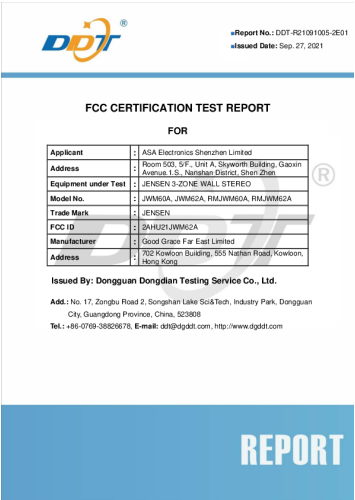 DDT®
■Report No.: DDT-R21091005-2E01
■Issued Date: Sep. 27, 2021
FCC CERTIFICATION TEST REPORT
FOR
Applicant : ASA Electronics Shenzhen Limited
Address : Room 503, 5/F., Unit A, Skyworth Building, Gaoxin
Avenue.1.S., Nanshan District, Shen Zhen
Equipment under Test : JENSEN 3-ZONE WALL STEREO
Model No. : JWM60A, JWM62A, RMJWM60A, RMJWM62A
Trade Mark : JENSEN
FCC ID : 2AHU21JWM62A
Manufacturer : Good Grace Far East Limited
Address : 702 Kowloon Building, 555 Nathan Road, Kowloon,
Hong Kong
DDT®
Issued By: Dongguan Dongdian Testing Service Co., Ltd.
Add.: No. 17, Zongbu Road 2, Songshan Lake Sci&Tech, Industry Park, Dongguan
City, Guangdong Province, China, 523808
Tel.: +86-0769-38826678, E-mail: ddt@dgddt.com, http://www.dgddt.com
REPORT